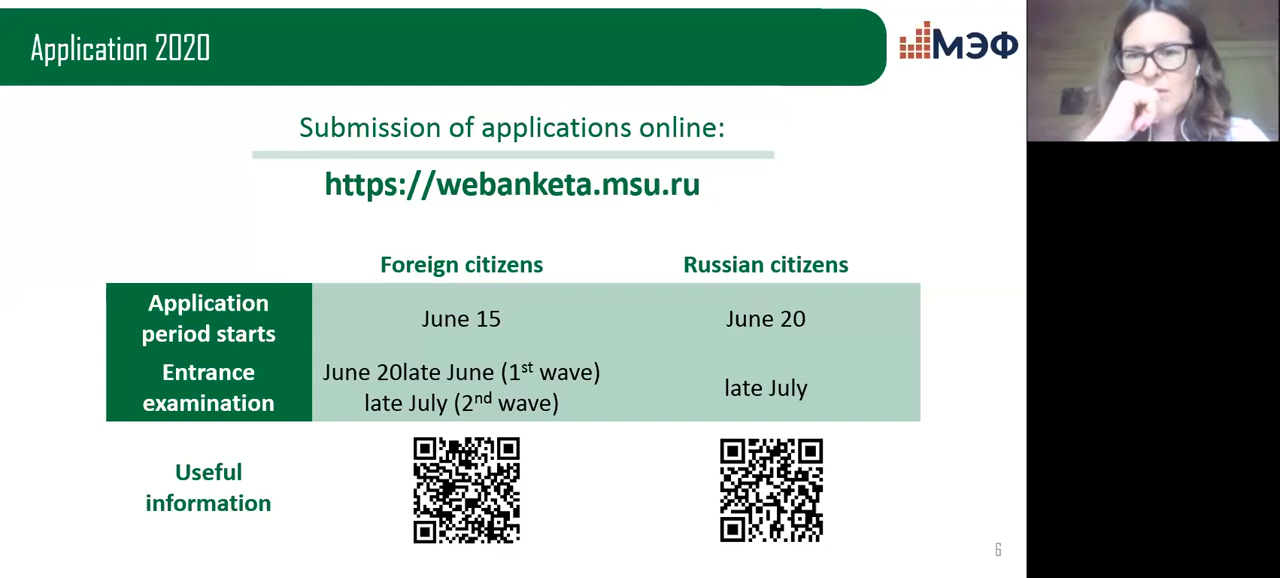 Application 2020
МЭФ
Submission of applications online:
https://webanketa.msu.ru
Foreign citizens
Russian citizens
Application
period starts
June 15
June 20
Entrance
examination
June 20late June (1st wave)
late July (2nd wave)
late July
Useful
information
6